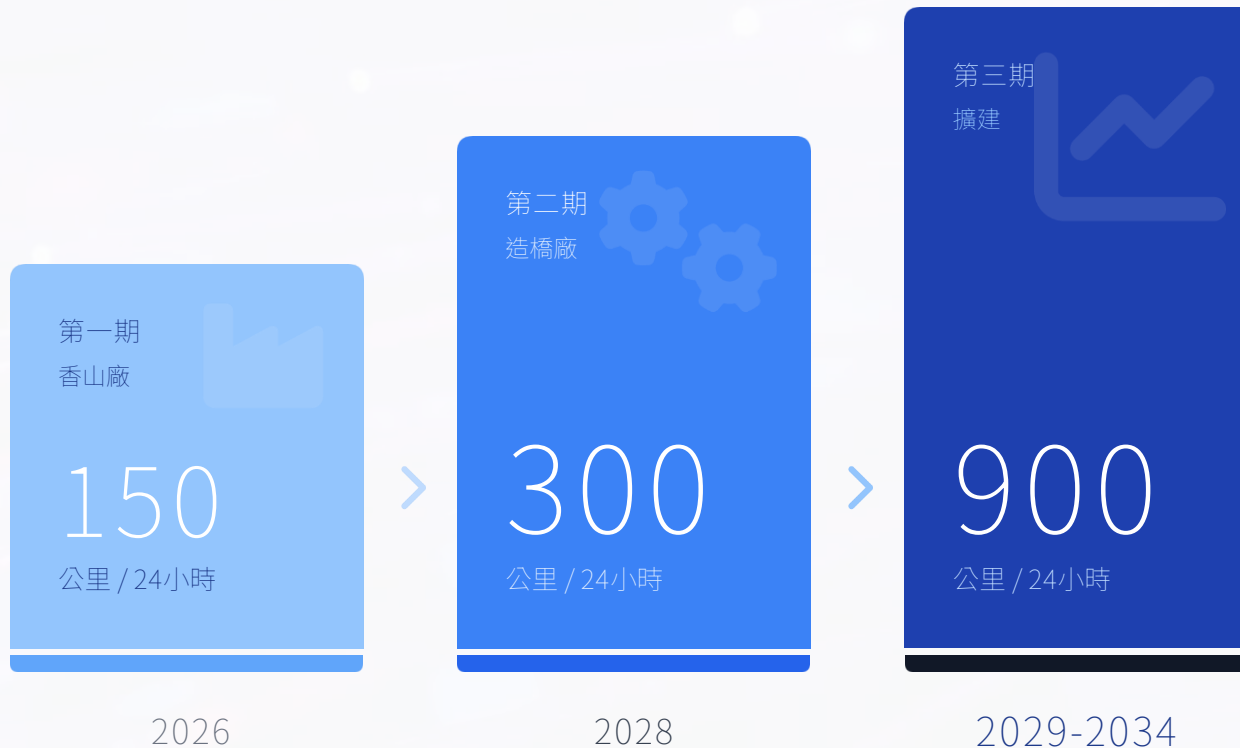 第一期
香山廠
150
公里 / 24小時
2026
第二期
造橋廠
300
公里 / 24小時
2028
第三期
擴建
900
公里 / 24小時
2029-2034